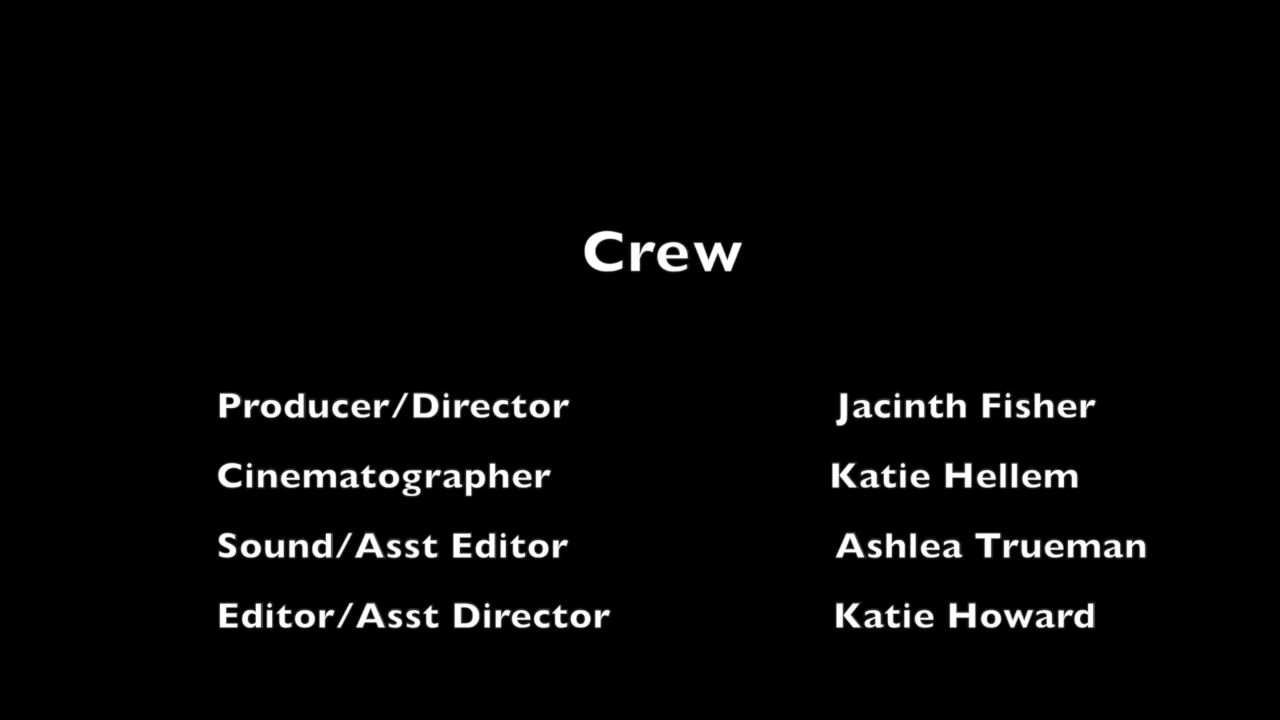 Crew
Producer/Director Jacinth Fisher
Cinematographer Katie Hellem
Sound/Asst Editor Ashlea Trueman
Editor/Asst Director Katie Howard